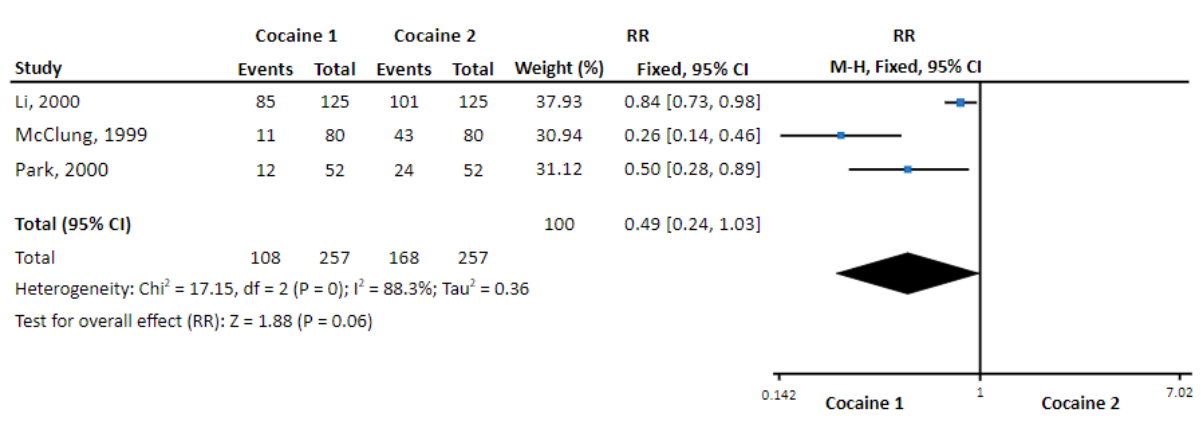 Cocaine 1 Cocaine 2 RR RR
Study Events Total Events Total Weight (%) Fixed, 95% CI M-H, Fixed, 95% CI
Li, 2000 85 125 101 125 37.93 0.84 [0.73, 0.98]
McClung, 1999 11 80 43 80 30.94 0.26 [0.14, 0.46]
Park, 2000 12 52 24 52 31.12 0.50 [0.28, 0.89]
Total (95% CI) 100 0.49 [0.24, 1.03]
Total 108 257 168 257
Heterogeneity: Chi² = 17.15, df = 2 (P = 0); I² = 88.3%; Tau² = 0.36
Test for overall effect (RR): Z = 1.88 (P = 0.06)
0.142 1 7.02
Cocaine 1 Cocaine 2